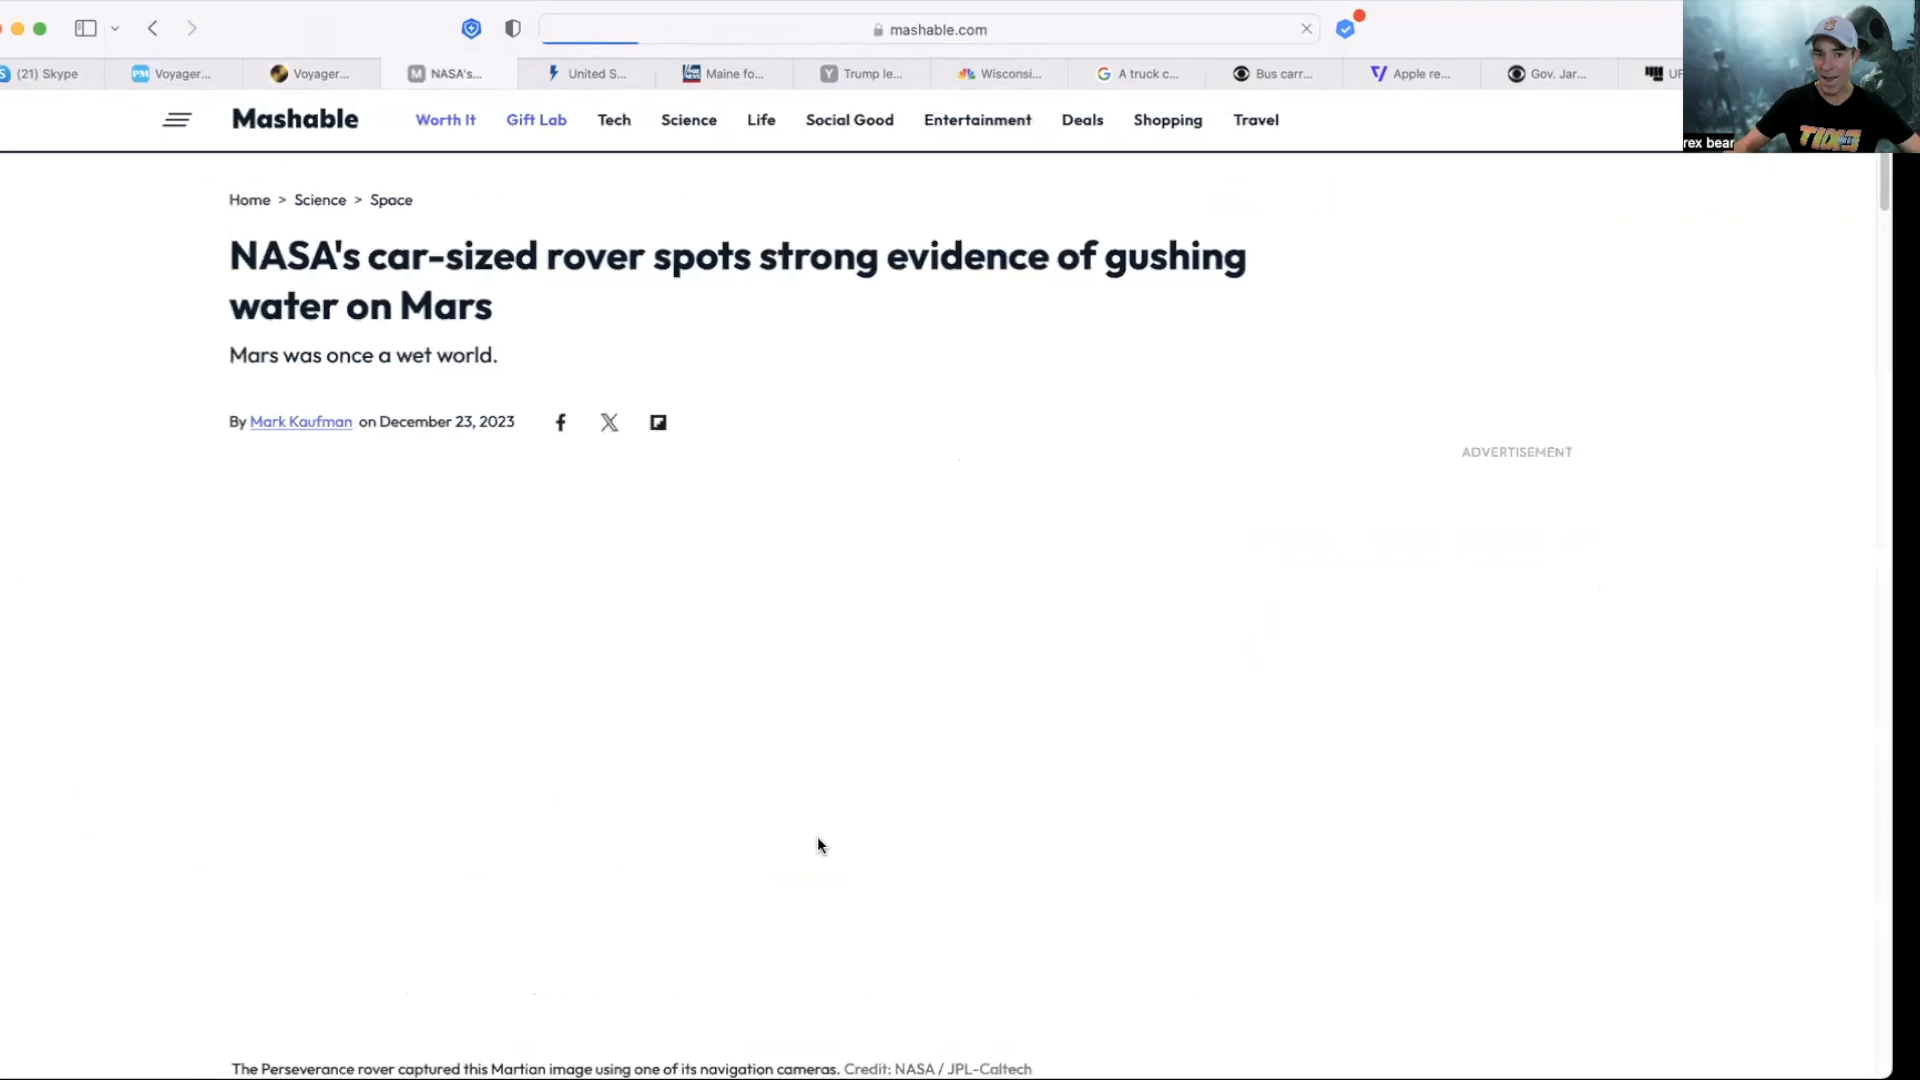 mashable.com
(21) Skype
PM Voyager...
Voyager...
M NASA's...
United S...
Maine fo...
Y Trump le...
Wisconsi...
G A truck c...
Bus carr...
Apple re...
Gov. Jar...
rex bear
Mashable
Worth It Gift Lab Tech Science Life Social Good Entertainment Deals Shopping Travel
Home > Science > Space
NASA's car-sized rover spots strong evidence of gushing
water on Mars
Mars was once a wet world.
By Mark Kaufman on December 23, 2023
ADVERTISEMENT
The Perseverance rover captured this Martian image using one of its navigation cameras. Credit: NASA / JPL-Caltech